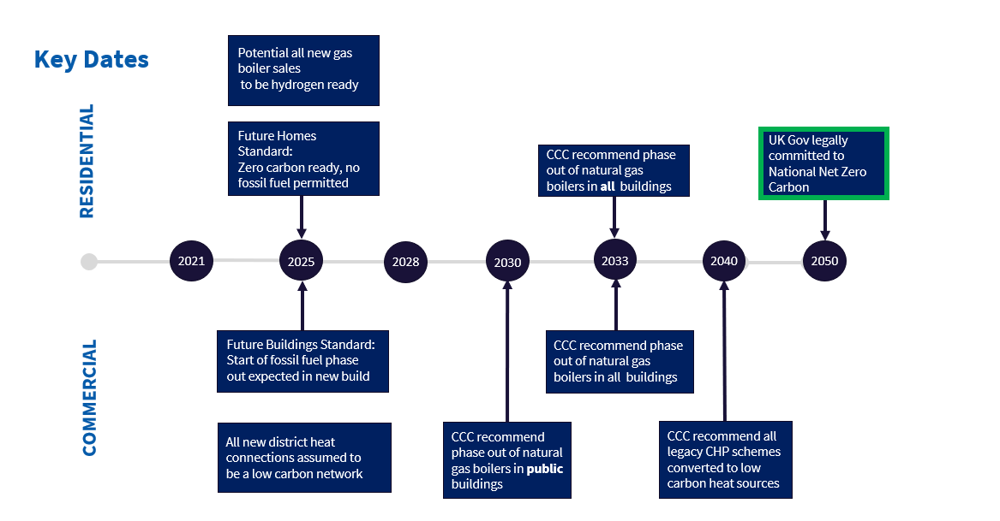 Key Dates
RESIDENTIAL
Potential all new gas
boiler sales
to be hydrogen ready
Future Homes
Standard:
Zero carbon ready, no
fossil fuel permitted
CCC recommend phase
out of natural gas
boilers in all buildings
UK Gov legally
committed to
National Net Zero
Carbon
2021
2025
2028
2030
2033
2040
2050
COMMERCIAL
Future Buildings Standard:
Start of fossil fuel phase
out expected in new build
All new district heat
connections assumed to
be a low carbon network
CCC recommend
phase out of natural
gas boilers in public
buildings
CCC recommend phase
out of natural gas
boilers in all buildings
CCC recommend all
legacy CHP schemes
converted to low
carbon heat sources